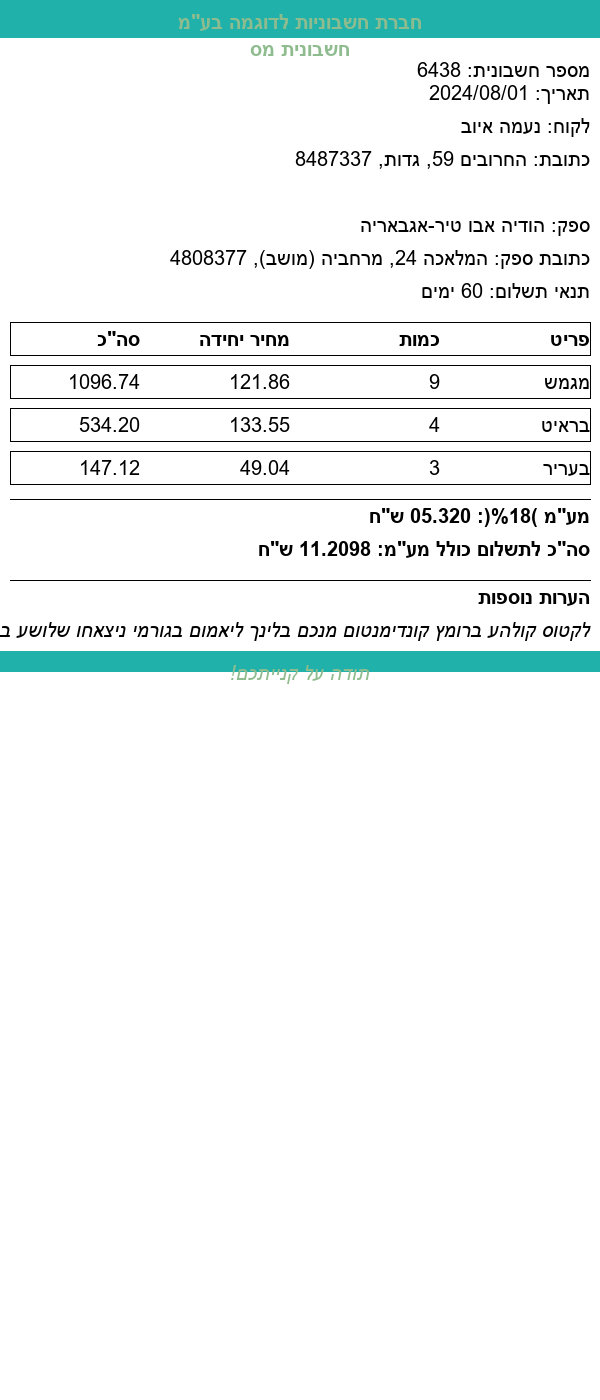 חברת חשבוניות לדוגמה בע"מ
חשבונית מס
מספר חשבונית: 6438
תאריך: 2024/08/01
לקוח: נעמה איוב
כתובת: החרובים 59, גדות, 8487337
ספק: הודיה אבו טיר-אגבאריה
כתובת ספק: המלאכה 24, מרחביה (מושב), 4808377
תנאי תשלום: 60 ימים
פריט כמות מחיר יחידה סה"כ
מגמש 9 121.86 1096.74
בראיט 4 133.55 534.20
בעריר 3 49.04 147.12
מע"מ )18%(: 05.320 ש"ח
סה"כ לתשלום כולל מע"מ: 11.2098 ש"ח
הערות נוספות
לקטוס קולהע ברומץ קונדימנטום מנכם בלינך ליאמום בגורמי ניצאחו שלושע ב
תודה על קנייתכם!